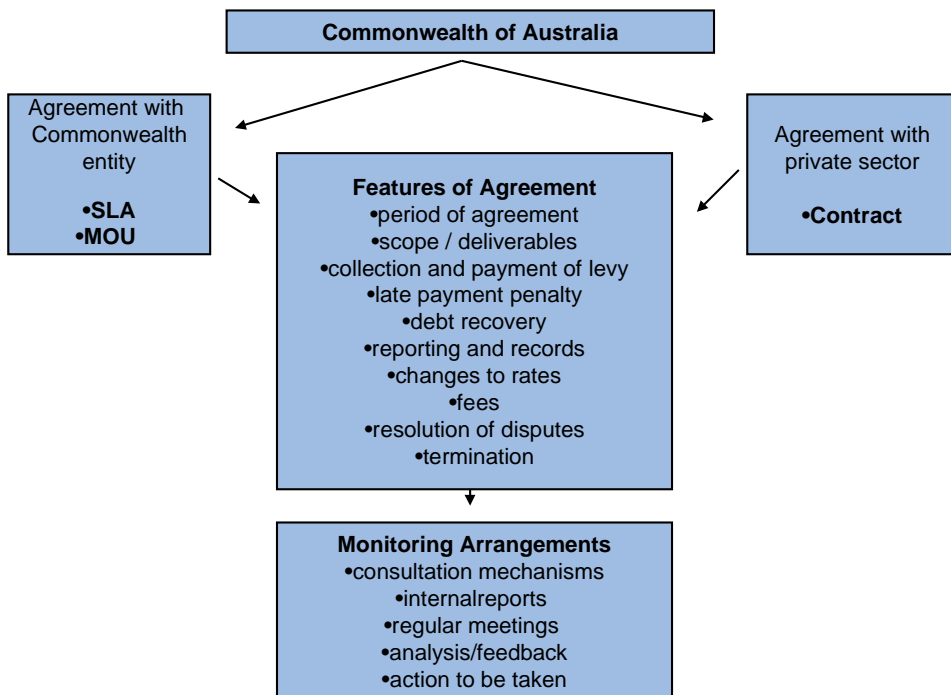 Commonwealth of Australia
Agreement with
Commonwealth
entity
•SLA
•MOU
Agreement with
private sector
•Contract
Features of Agreement
•period of agreement
•scope / deliverables
•collection and payment of levy
•late payment penalty
•debt recovery
•reporting and records
•changes to rates
•fees
•resolution of disputes
•termination
Monitoring Arrangements
•consultation mechanisms
•internalreports
•regular meetings
•analysis/feedback
•action to be taken